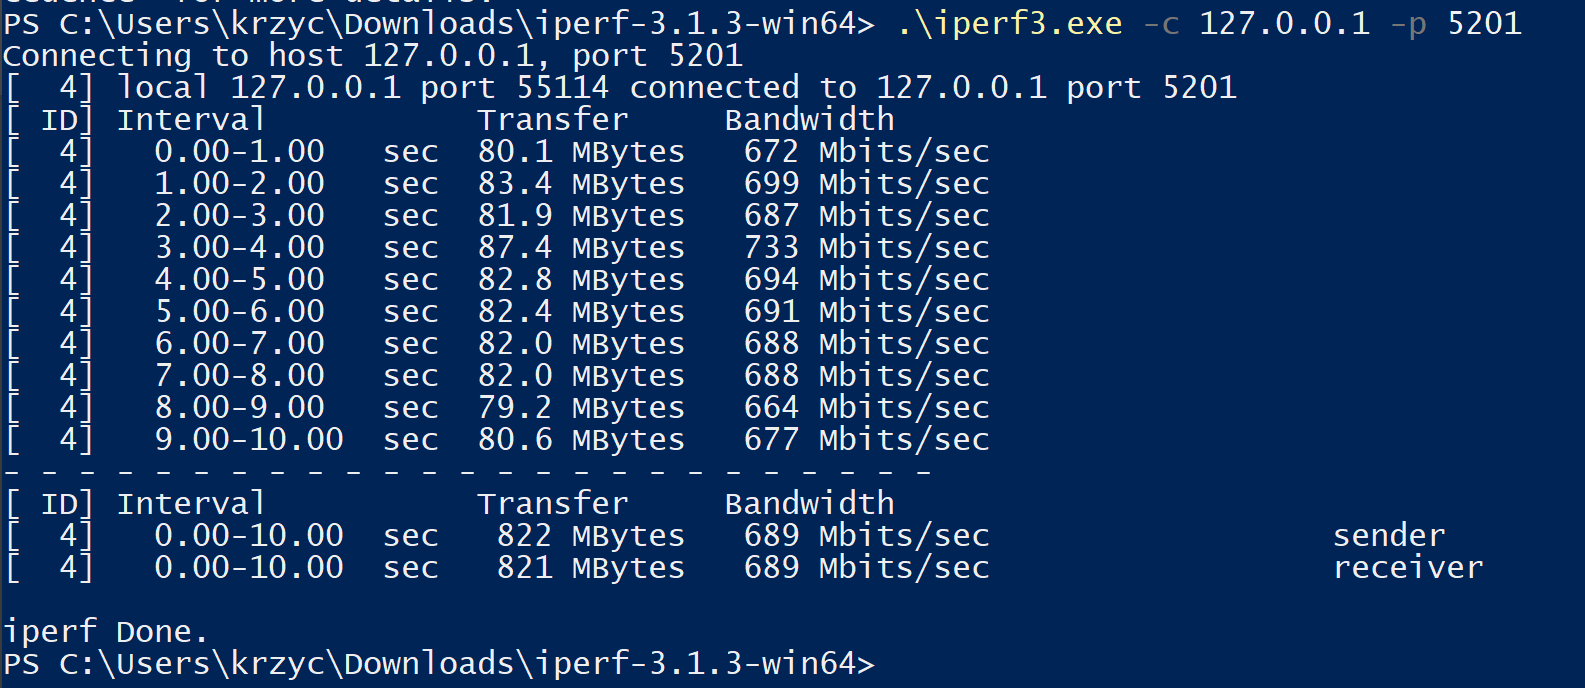 PS C:\Users\krzyc\Downloads\iperf-3.1.3-win64> .\iperf3.exe -c 127.0.0.1 -p 5201
Connecting to host 127.0.0.1, port 5201
[  4] local 127.0.0.1 port 55114 connected to 127.0.0.1 port 5201
[ ID] Interval           Transfer     Bandwidth
[  4]   0.00-1.00   sec  80.1 MBytes   672 Mbits/sec
[  4]   1.00-2.00   sec  83.4 MBytes   699 Mbits/sec
[  4]   2.00-3.00   sec  81.9 MBytes   687 Mbits/sec
[  4]   3.00-4.00   sec  87.4 MBytes   733 Mbits/sec
[  4]   4.00-5.00   sec  82.8 MBytes   694 Mbits/sec
[  4]   5.00-6.00   sec  82.4 MBytes   691 Mbits/sec
[  4]   6.00-7.00   sec  82.0 MBytes   688 Mbits/sec
[  4]   7.00-8.00   sec  82.0 MBytes   688 Mbits/sec
[  4]   8.00-9.00   sec  79.2 MBytes   664 Mbits/sec
[  4]   9.00-10.00  sec  80.6 MBytes   677 Mbits/sec
- - - - - - - - - - - - - - - - - - - - - - - - -
[ ID] Interval           Transfer     Bandwidth
[  4]   0.00-10.00  sec   822 MBytes   689 Mbits/sec                  sender
[  4]   0.00-10.00  sec   821 MBytes   689 Mbits/sec                  receiver
iperf Done.
PS C:\Users\krzyc\Downloads\iperf-3.1.3-win64>